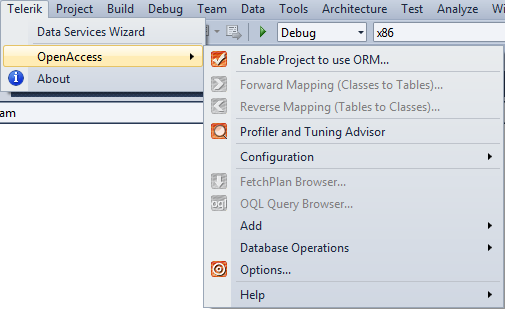 Telerik Project Build Debug Team Data Tools Architecture Test Analyze
Debug x86
Data Services Wizard
OpenAccess
About
am
Enable Project to use ORM...
Forward Mapping (Classes to Tables)...
Reverse Mapping (Tables to Classes)...
Profiler and Tuning Advisor
Configuration
FetchPlan Browser...
oql OQL Query Browser...
Add
Database Operations
Options...
Help